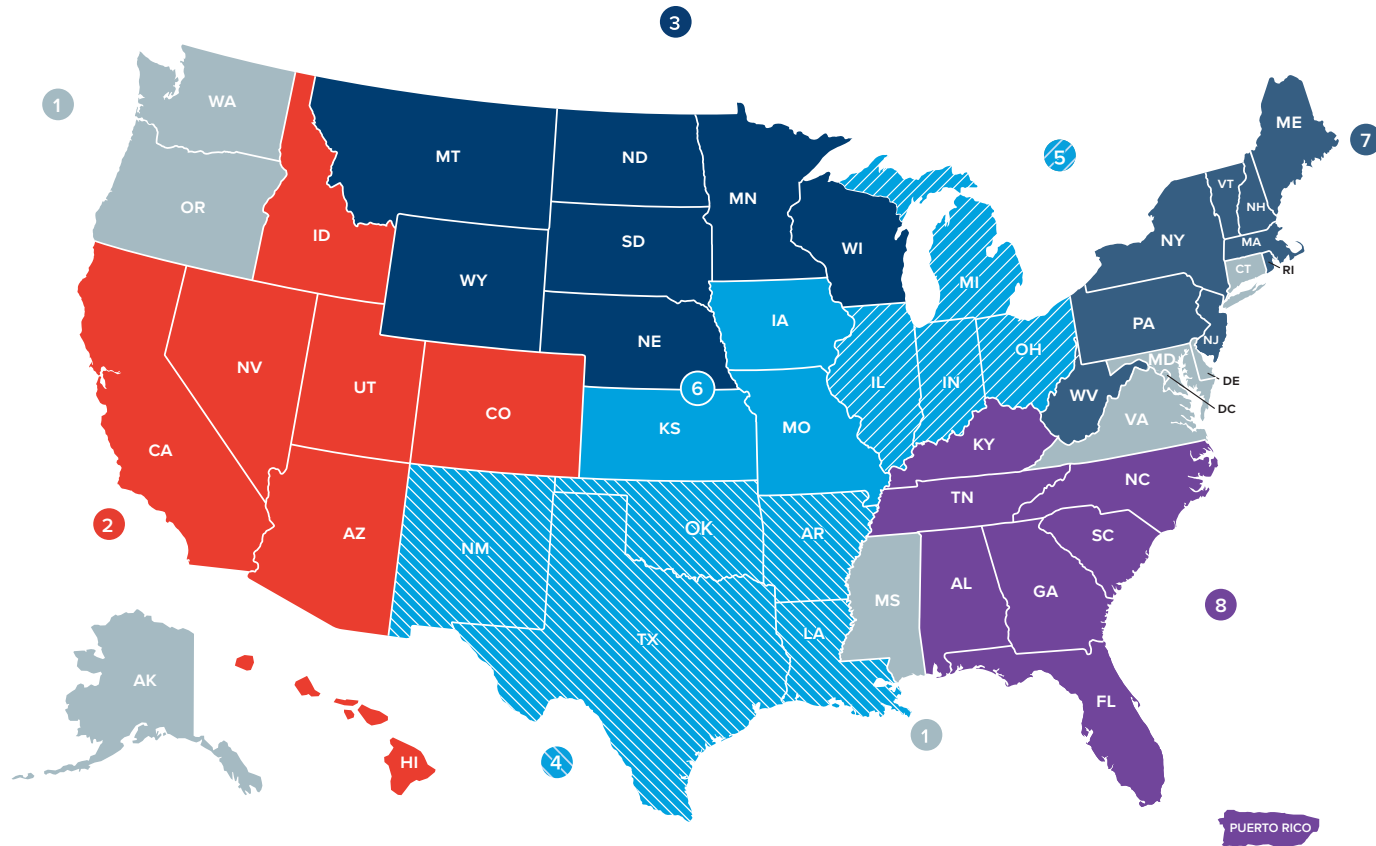 3
1
WA
MT
ND
MN
ME
7
5
VT
NH
OR
ID
SD
WI
NY
MA
WY
MI
CT
RI
IA
NE
PA
NJ
OH
MD
NV
UT
CO
6
KS
MO
IL
IN
WV
DE
DC
VA
CA
KY
NC
TN
2
AZ
NM
OK
AR
SC
AL
GA
MS
8
TX
LA
AK
FL
1
HI
4
PUERTO RICO